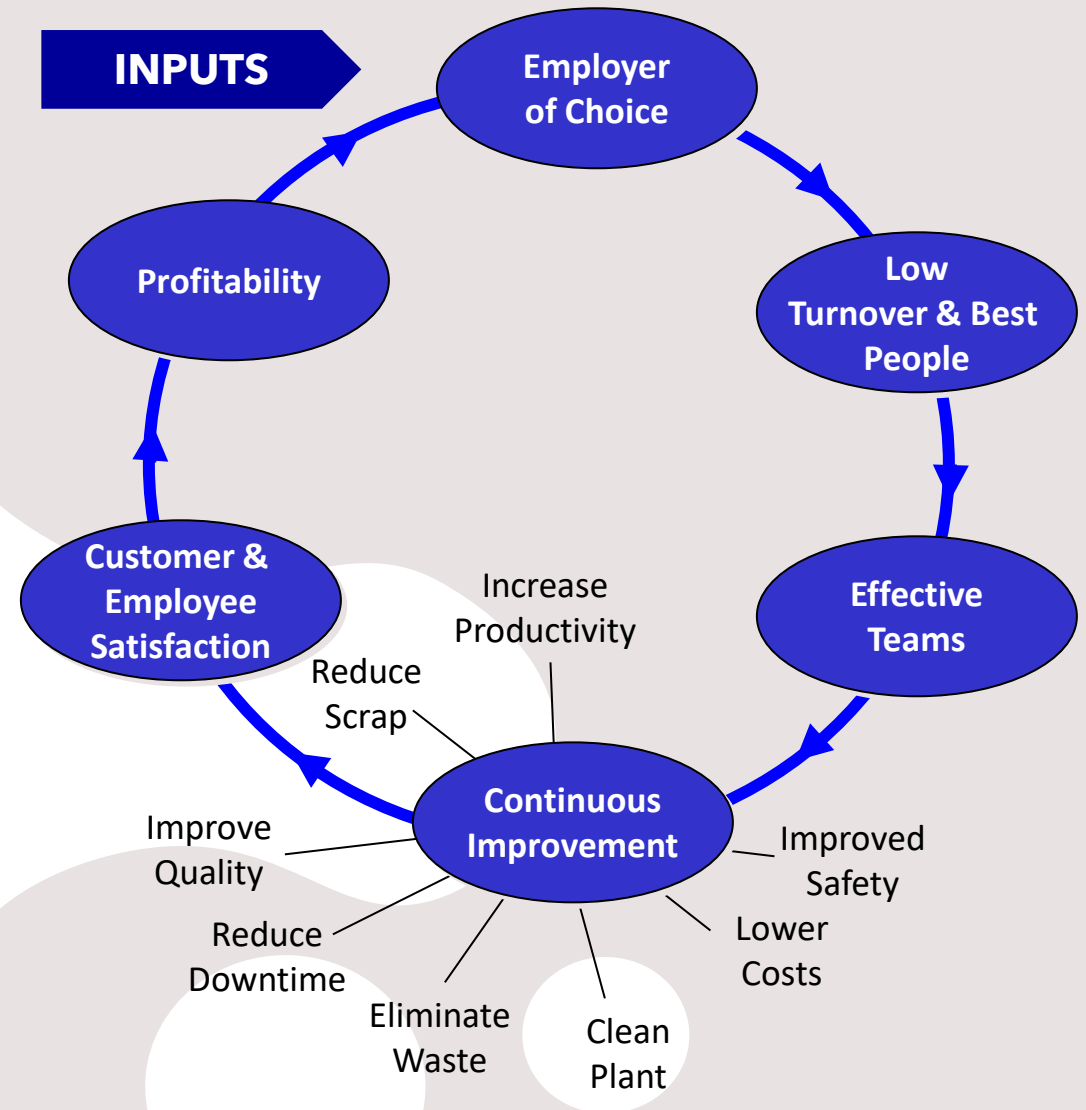 INPUTS
Employer
of Choice
Low
Turnover & Best
People
Effective
Teams
Continuous
Improvement
Customer &
Employee
Satisfaction
Profitability
Increase
Productivity
Reduce
Scrap
Improve
Quality
Reduce
Downtime
Eliminate
Waste
Clean
Plant
Lower
Costs
Improved
Safety